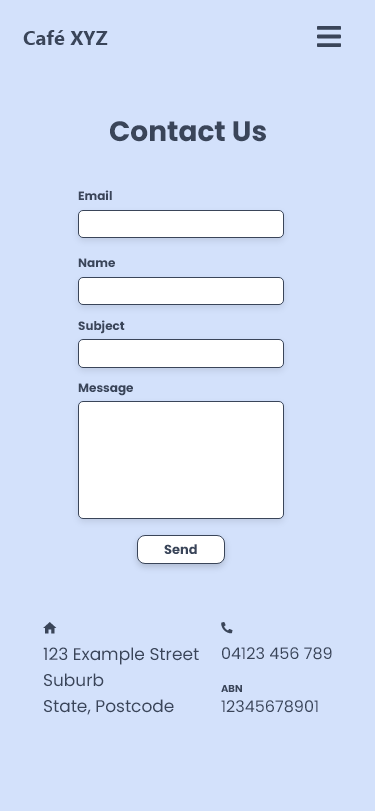 Café XYZ
Contact Us
Email
Name
Subject
Message
Send
123 Example Street
Suburb
State, Postcode
04123 456 789
ABN
12345678901